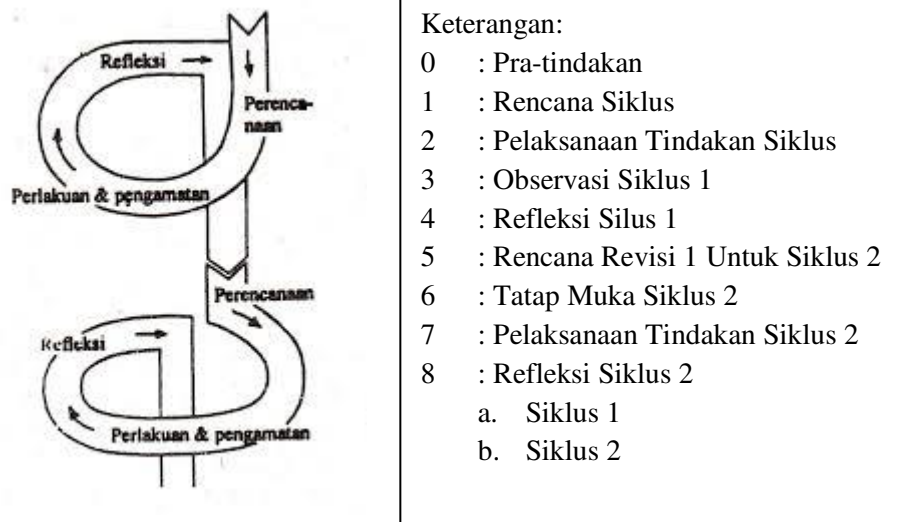 Refleksi
Perenca-
naan
Perlakuan & pengamatan
Perencanaan
Refleksi
Perlakuan & pengamatan
Keterangan:
0 : Pra-tindakan
1 : Rencana Siklus
2 : Pelaksanaan Tindakan Siklus
3 : Observasi Siklus 1
4 : Refleksi Silus 1
5 : Rencana Revisi 1 Untuk Siklus 2
6 : Tatap Muka Siklus 2
7 : Pelaksanaan Tindakan Siklus 2
8 : Refleksi Siklus 2
a. Siklus 1
b. Siklus 2